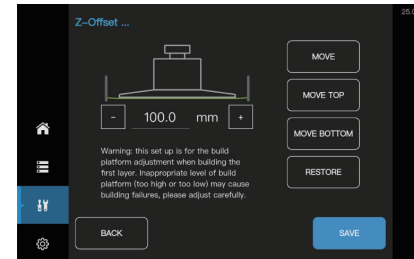 25.0
Z-Offset ...
MOVE
MOVE TOP
- 100.0 mm +
MOVE BOTTOM
Warning: this set up is for the build
platform adjustment when building the
first layer. Inappropriate level of build
platform (too high or too low) may cause
building failures, please adjust carefully.
RESTORE
BACK
SAVE